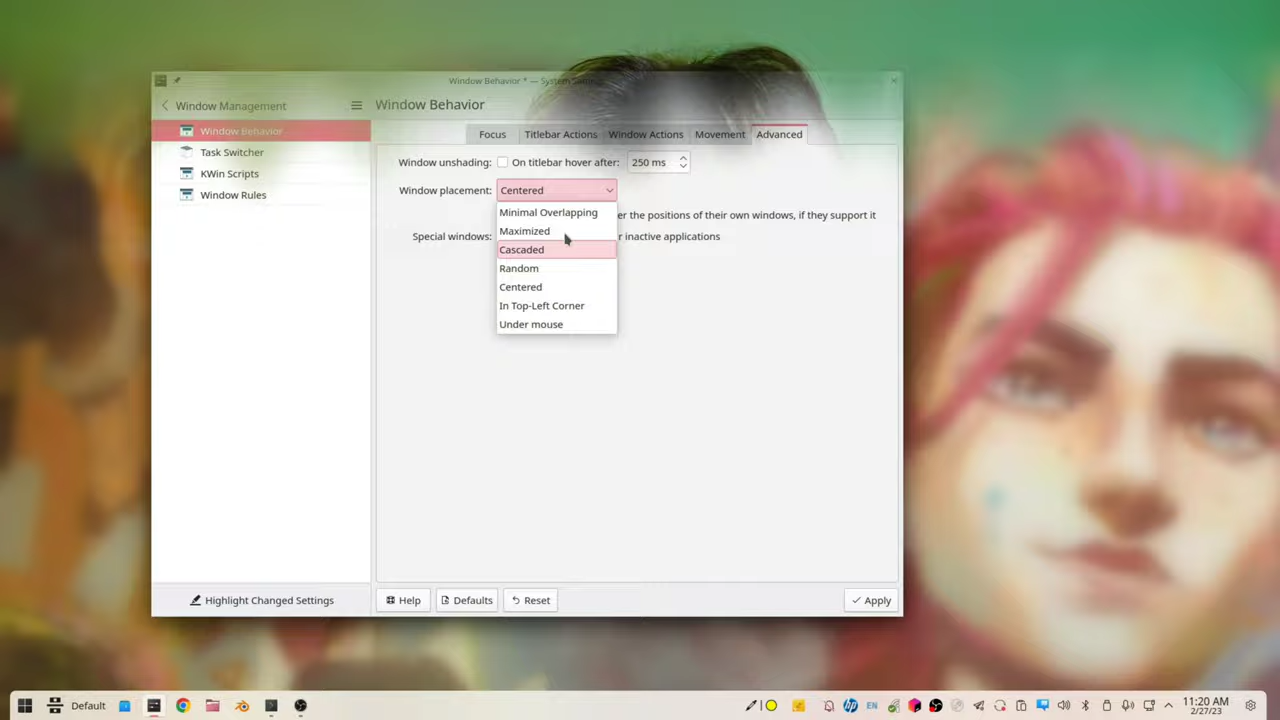 Window Behavior * — System Settings
Window Management
Window Behavior
Window Behavior
Task Switcher
KWin Scripts
Window Rules
Focus
Titlebar Actions
Window Actions
Movement
Advanced
Window unshading: On titlebar hover after: 250 ms
Window placement: Centered
Minimal Overlapping
Maximized
Cascaded
Random
Centered
In Top-Left Corner
Under mouse
er the positions of their own windows, if they support it
Special windows: r inactive applications
Highlight Changed Settings
Help
Defaults
Reset
Apply
Default
EN
11:20 AM
2/27/23